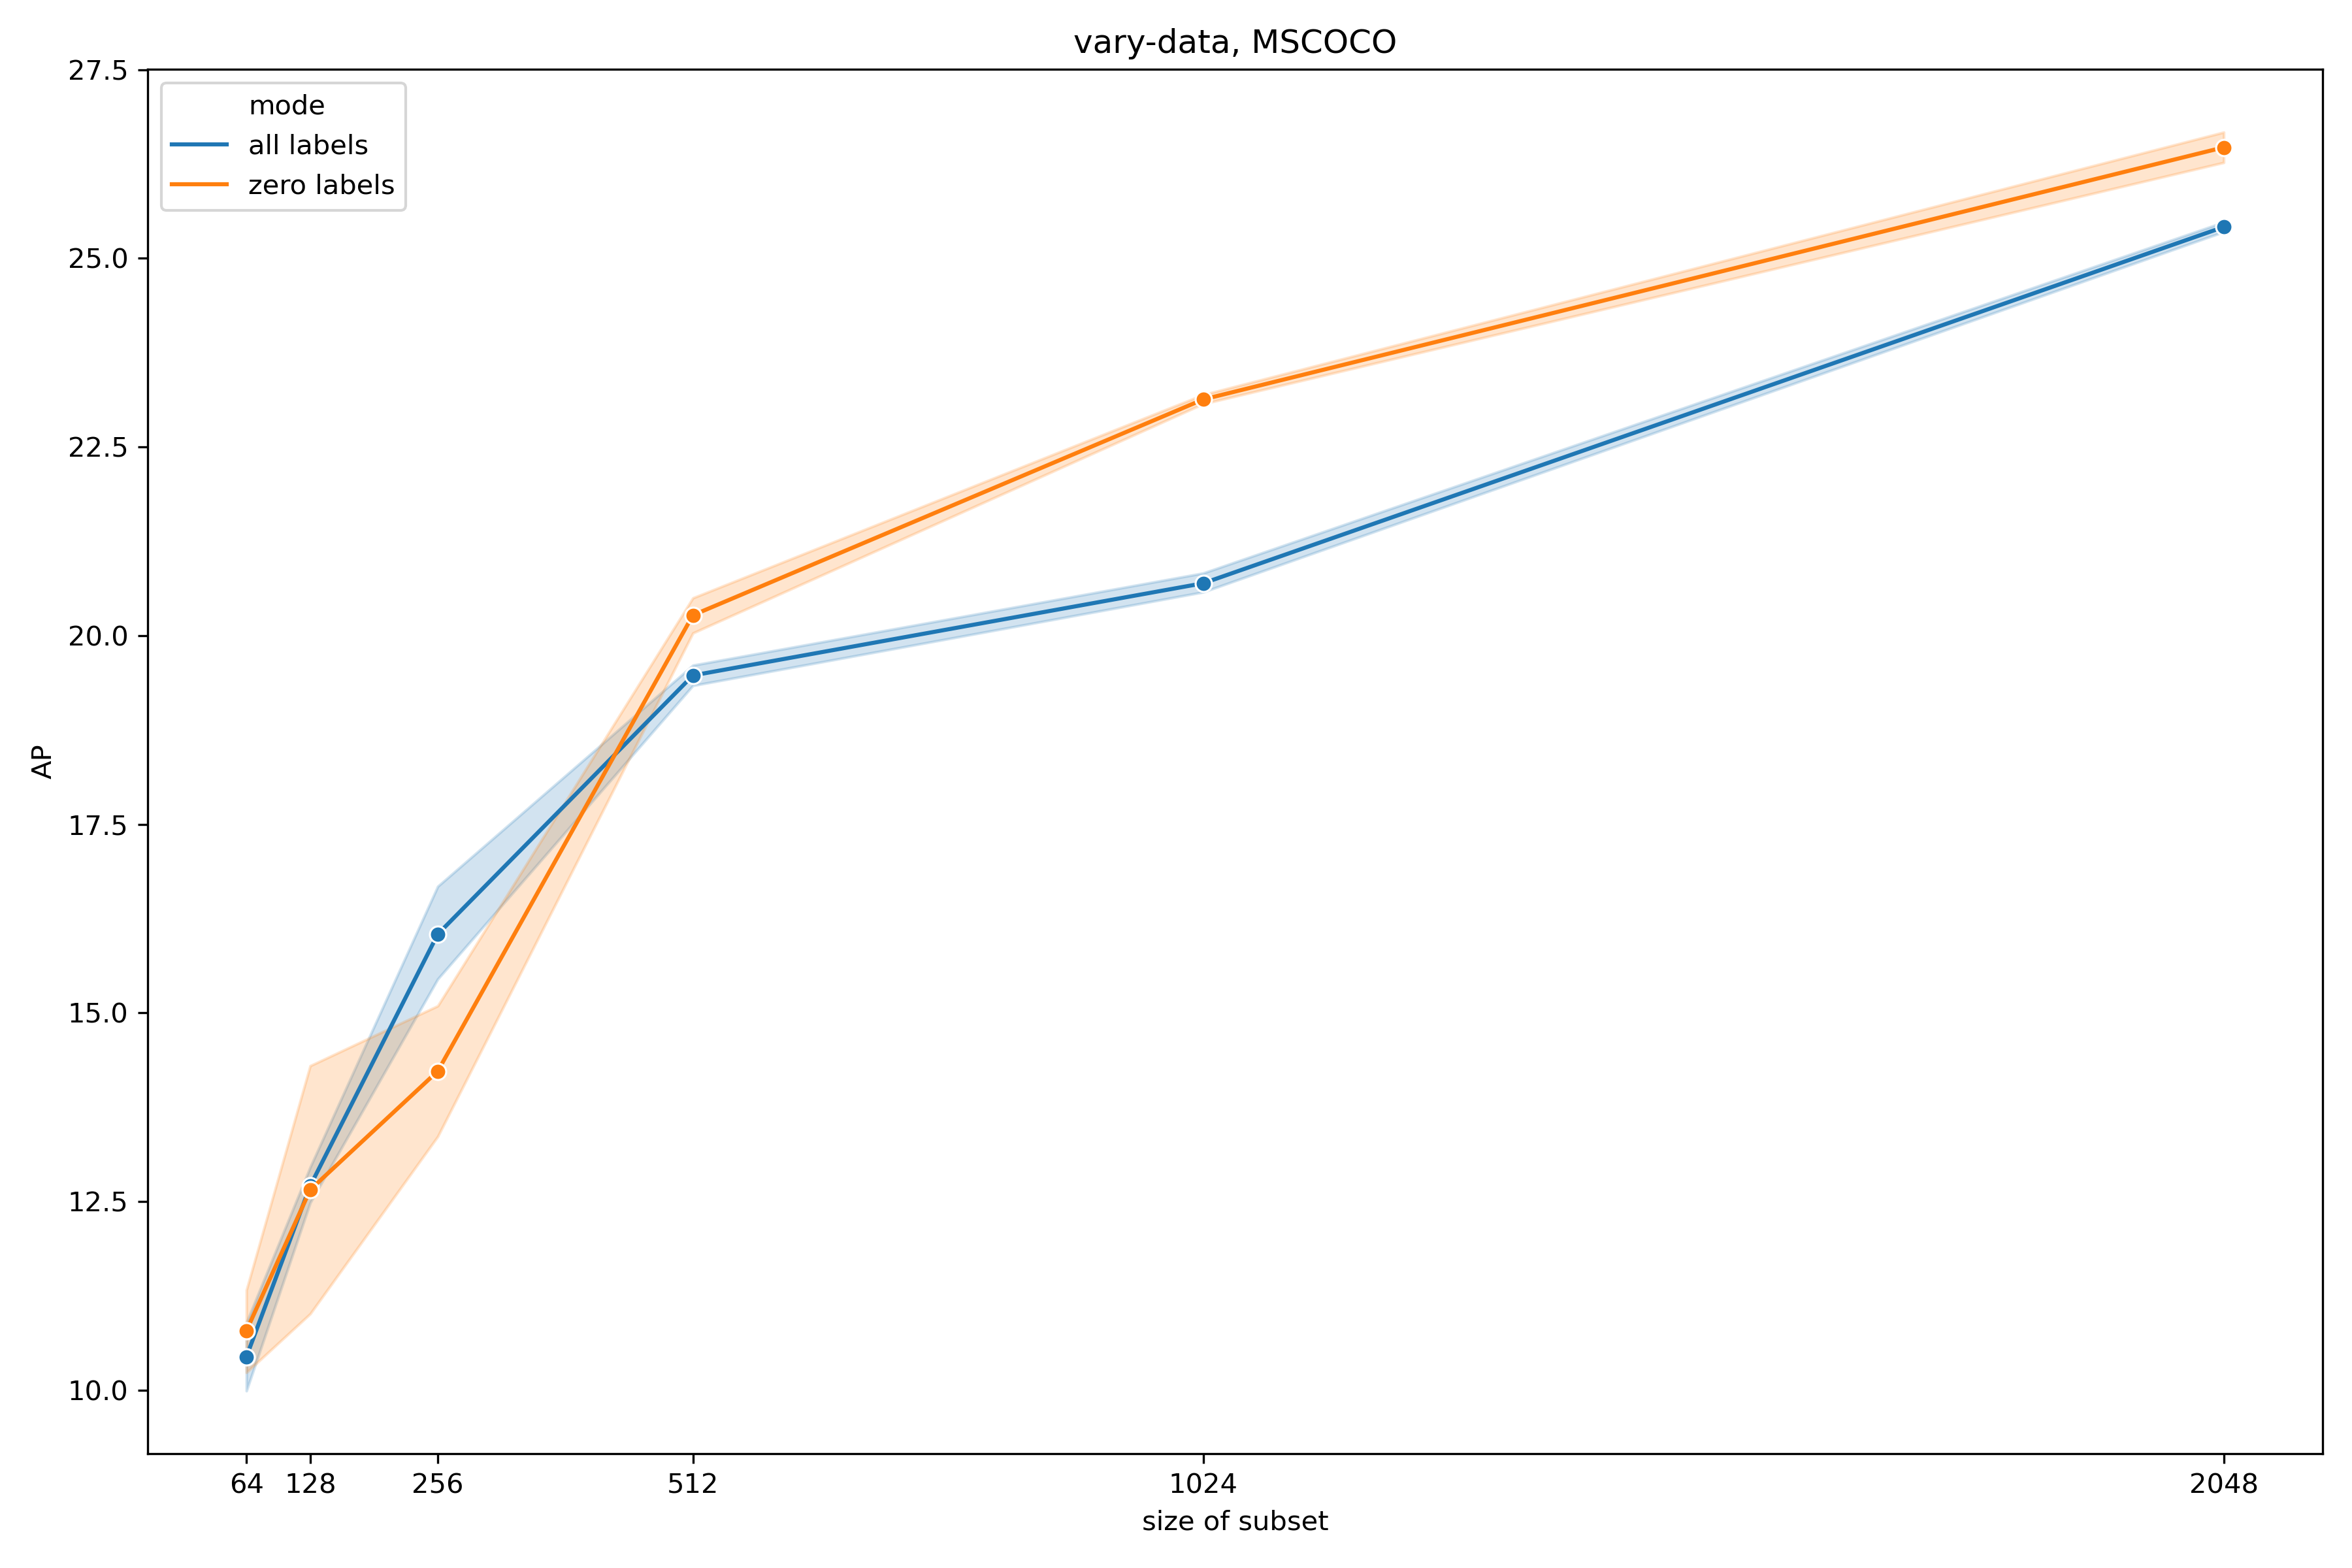 vary-data, MSCOCO
mode
all labels
zero labels
AP
27.5
25.0
22.5
20.0
17.5
15.0
12.5
10.0
64 128 256 512 1024 2048
size of subset